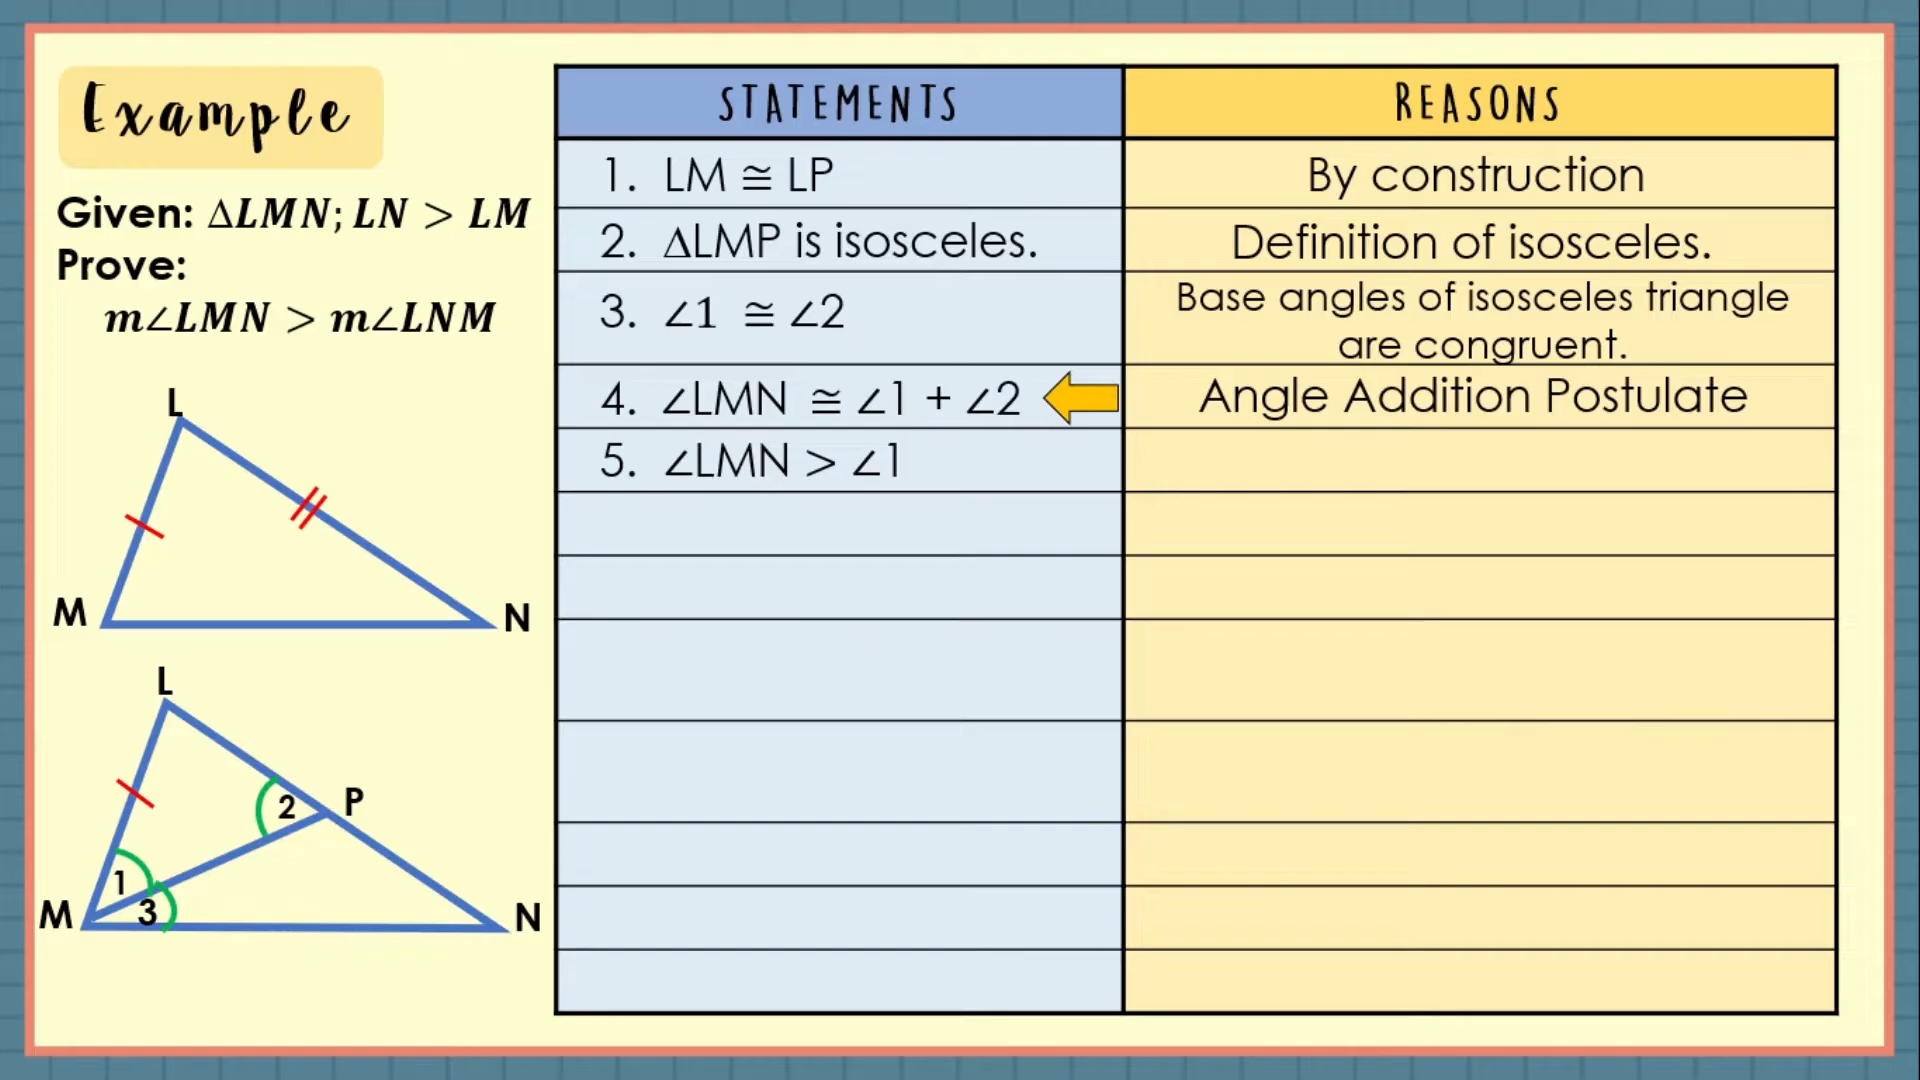 Example
Given: ∆LMN; LN > LM
Prove:
m∠LMN > m∠LNM
L
M
N
L
2
P
1
3
M
N
STATEMENTS
REASONS
1. LM ≅ LP
By construction
2. ∆LMP is isosceles.
Definition of isosceles.
3. ∠1 ≅ ∠2
Base angles of isosceles triangle
are congruent.
4. ∠LMN ≅ ∠1 + ∠2
Angle Addition Postulate
5. ∠LMN > ∠1